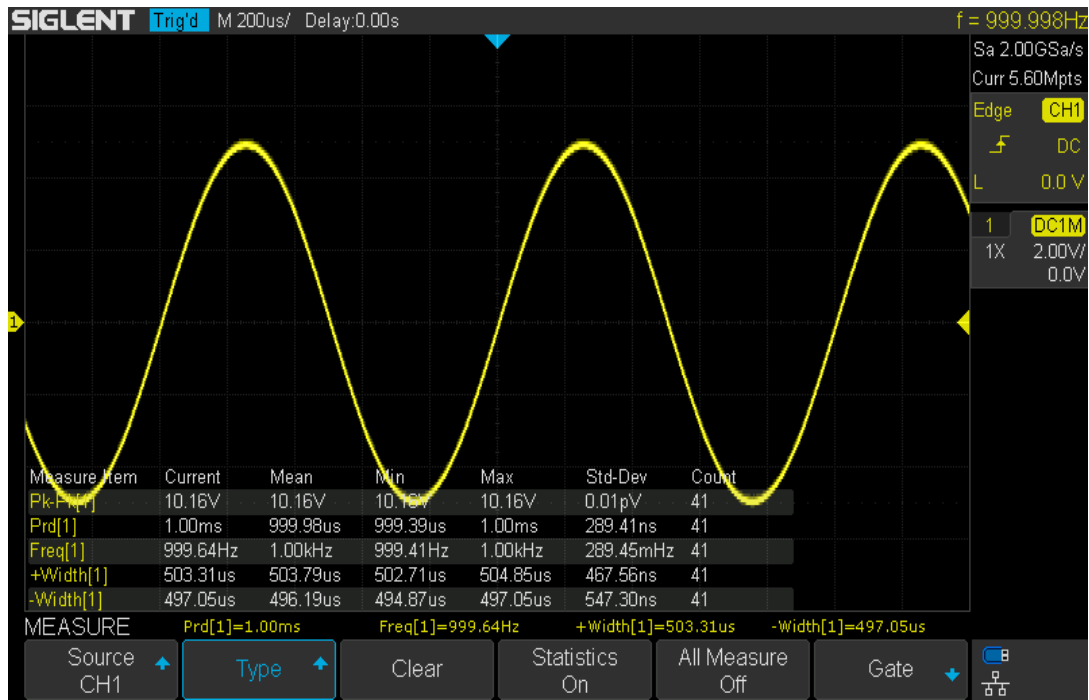 SIGLENT Trig'd M 200us/ Delay:0.00s f = 999.998Hz
Sa 2.00GSa/s
Curr 5.60Mpts
Edge CH1
DC
L 0.0 V
1 DC1M
1X 2.00V/
0.0V
1
Measure Item Current Mean Min Max Std-Dev Count
Pk-Pk[1] 10.16V 10.16V 10.16V 10.16V 0.01pV 41
Prd[1] 1.00ms 999.98us 999.39us 1.00ms 289.41ns 41
Freq[1] 999.64Hz 1.00kHz 999.41Hz 1.00kHz 289.45mHz 41
+Width[1] 503.31us 503.79us 502.71us 504.85us 467.56ns 41
-Width[1] 497.05us 496.19us 494.87us 497.05us 547.30ns 41
MEASURE Prd[1]=1.00ms Freq[1]=999.64Hz +Width[1]=503.31us -Width[1]=497.05us
Source Type Clear Statistics All Measure Gate
CH1 On Off